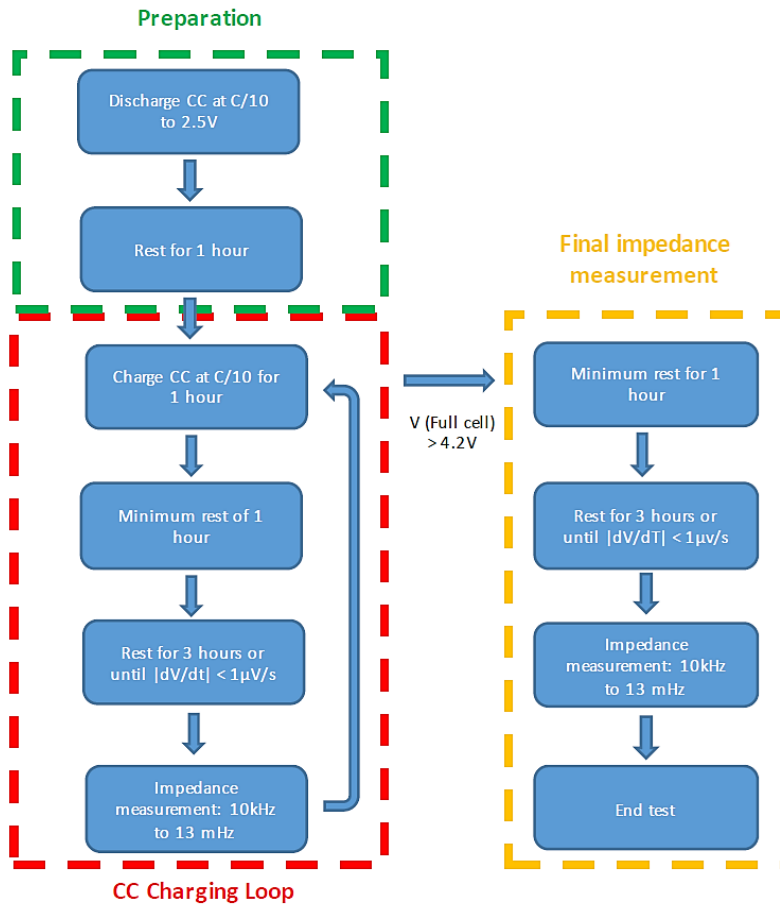 Preparation
Discharge CC at C/10
to 2.5V
Rest for 1 hour
Charge CC at C/10 for
1 hour
Minimum rest of 1
hour
Rest for 3 hours or
until |dV/dt| < 1µV/s
Impedance
measurement: 10kHz
to 13 mHz
CC Charging Loop
V (Full cell)
> 4.2V
Final impedance
measurement
Minimum rest for 1
hour
Rest for 3 hours or
until |dV/dT| < 1µv/s
Impedance
measurement: 10kHz
to 13 mHz
End test